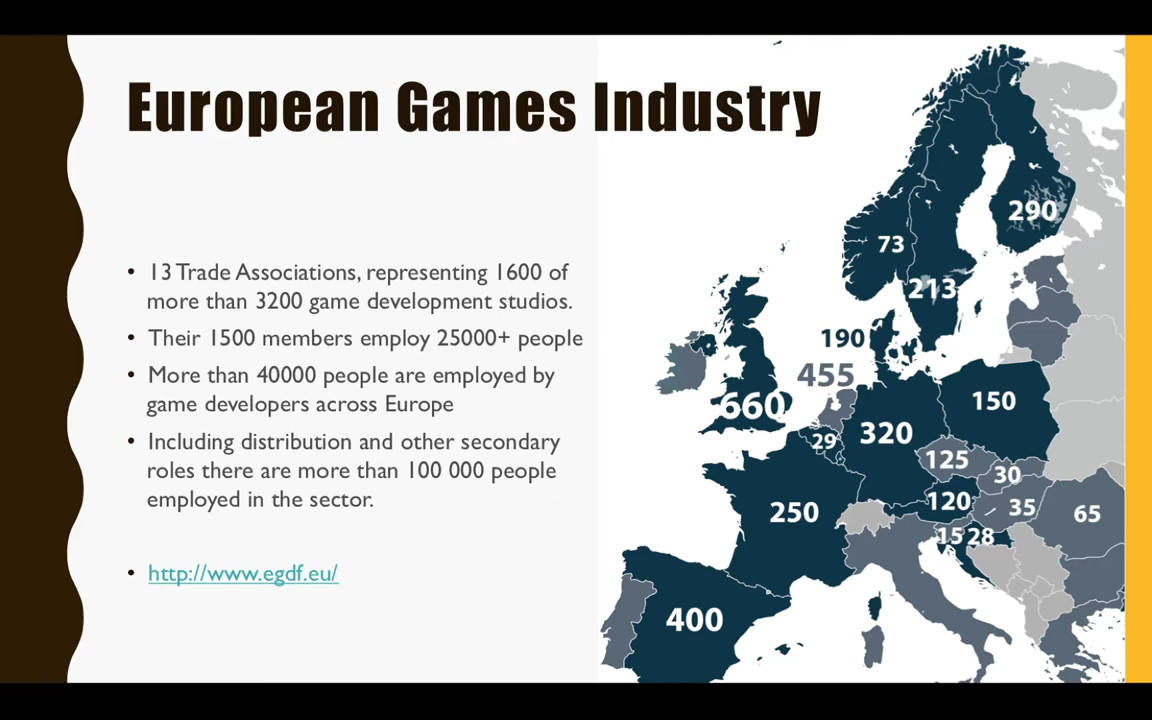 European Games Industry
• 13 Trade Associations, representing 1600 of
more than 3200 game development studios.
• Their 1500 members employ 25000+ people
• More than 40000 people are employed by
game developers across Europe
• Including distribution and other secondary
roles there are more than 100 000 people
employed in the sector.
• http://www.egdf.eu/
290
73
213
190
455
660
150
29
320
125
30
120
35
250
65
15
28
400